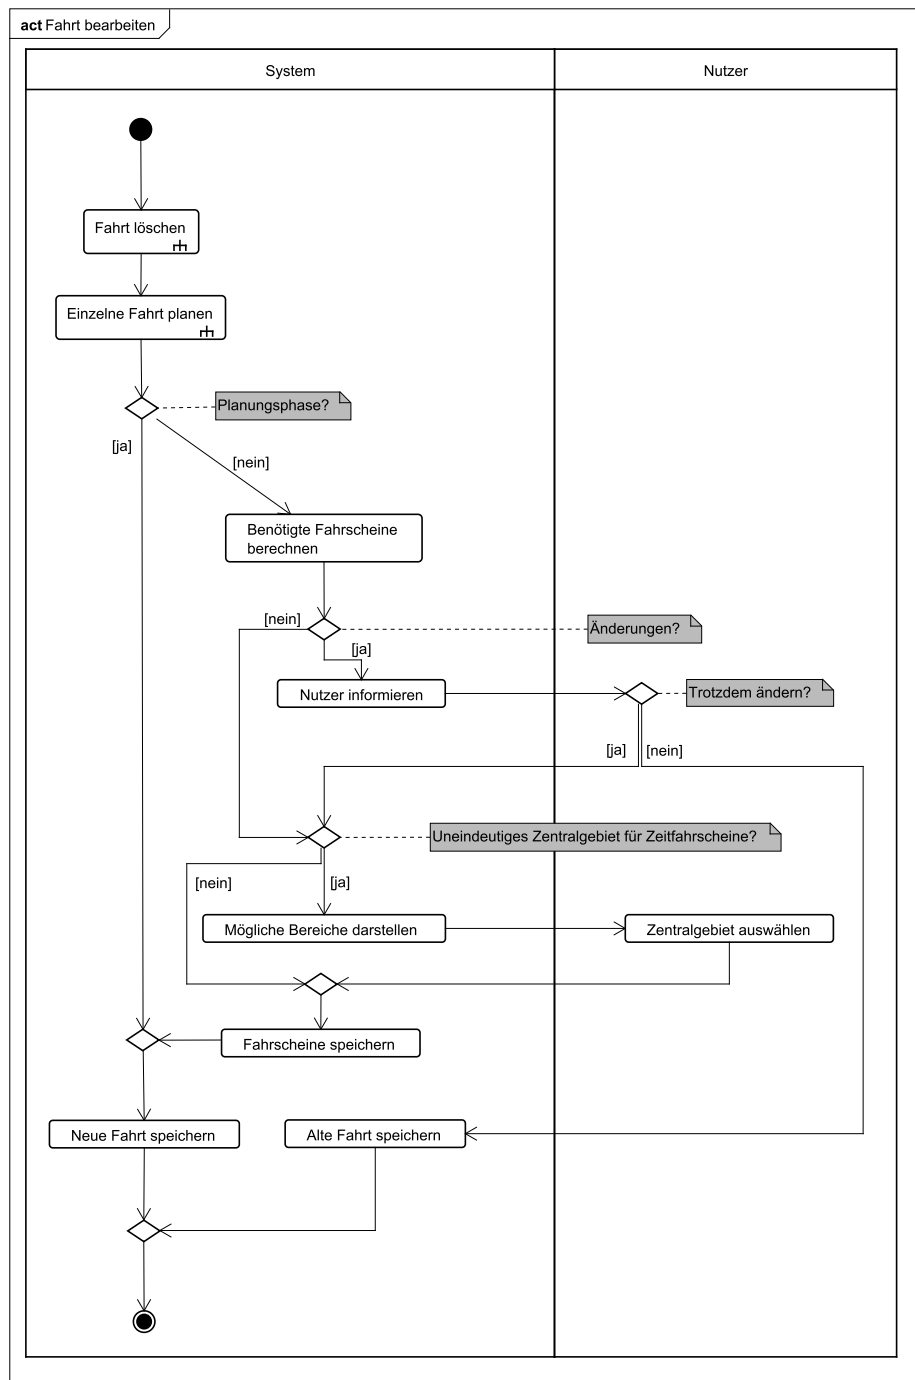 act Fahrt bearbeiten
System
Nutzer
Fahrt löschen
Einzelne Fahrt planen
Planungsphase?
[ja]
[nein]
Benötigte Fahrscheine
berechnen
[nein]
Änderungen?
[ja]
Nutzer informieren
Trotzdem ändern?
[ja]
[nein]
Uneindeutiges Zentralgebiet für Zeitfahrscheine?
[nein]
[ja]
Mögliche Bereiche darstellen
Zentralgebiet auswählen
Fahrscheine speichern
Neue Fahrt speichern
Alte Fahrt speichern